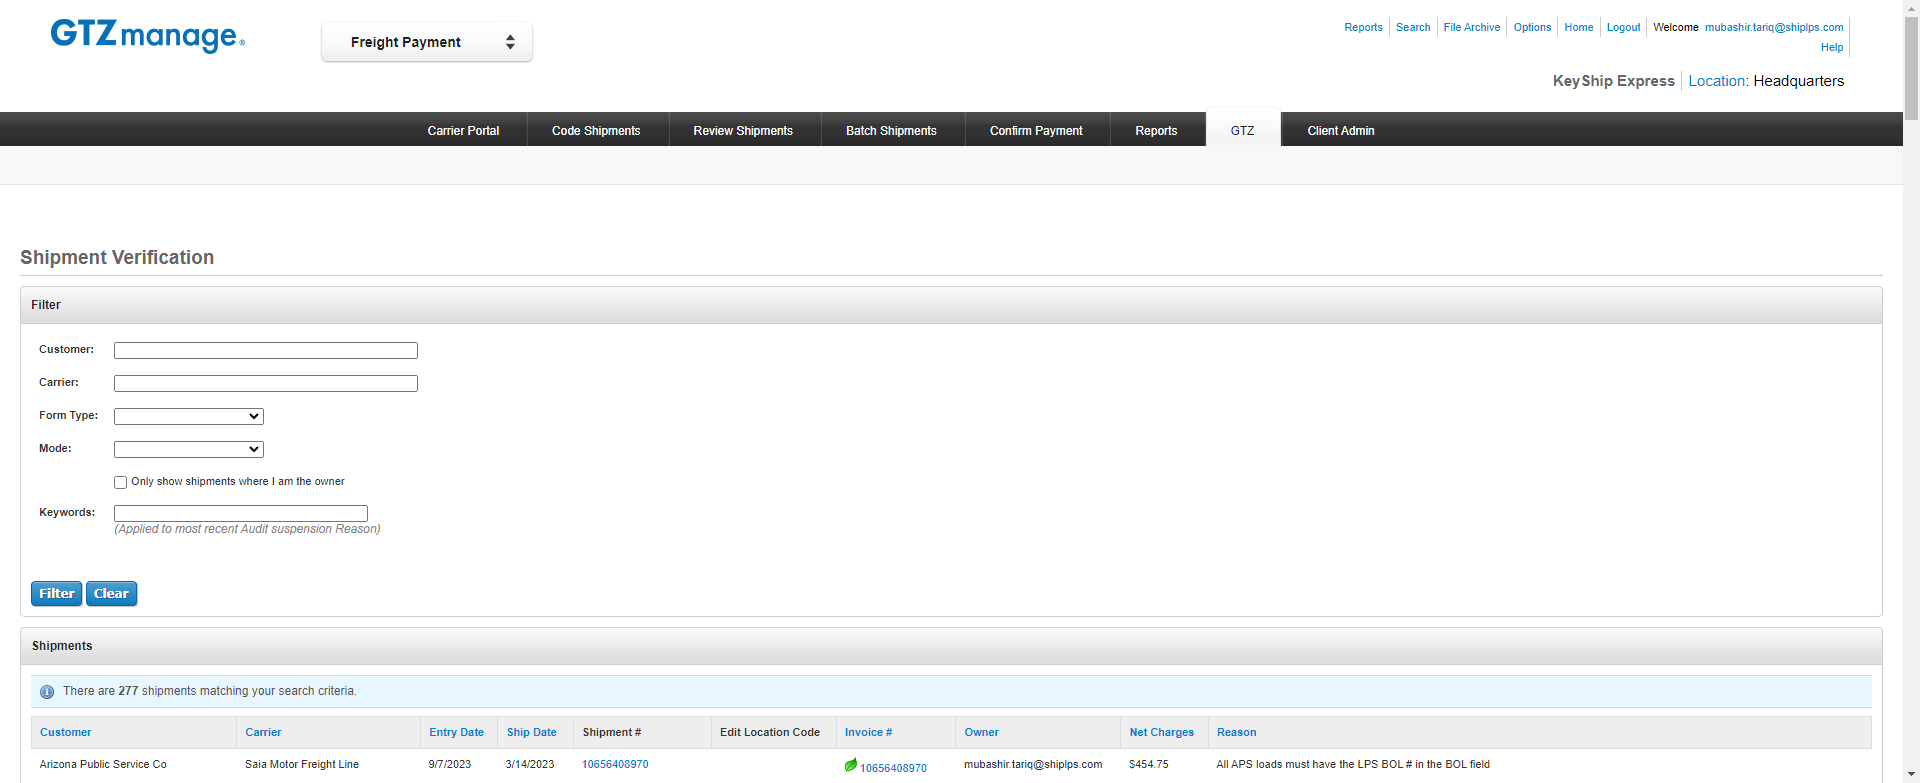 GTZmanage®
Freight Payment
Reports Search File Archive Options Home Logout Welcome mubashir.tariq@shiplps.com
Help
KeyShip Express Location: Headquarters
Carrier Portal Code Shipments Review Shipments Batch Shipments Confirm Payment Reports GTZ Client Admin
Shipment Verification
Filter
Customer:
Carrier:
Form Type:
Mode:
Only show shipments where I am the owner
Keywords:
(Applied to most recent Audit suspension Reason)
Filter Clear
Shipments
There are 277 shipments matching your search criteria.
Customer Carrier Entry Date Ship Date Shipment # Edit Location Code Invoice # Owner Net Charges Reason
Arizona Public Service Co Saia Motor Freight Line 9/7/2023 3/14/2023 10656408970 10656408970 mubashir.tariq@shiplps.com $454.75 All APS loads must have the LPS BOL # in the BOL field